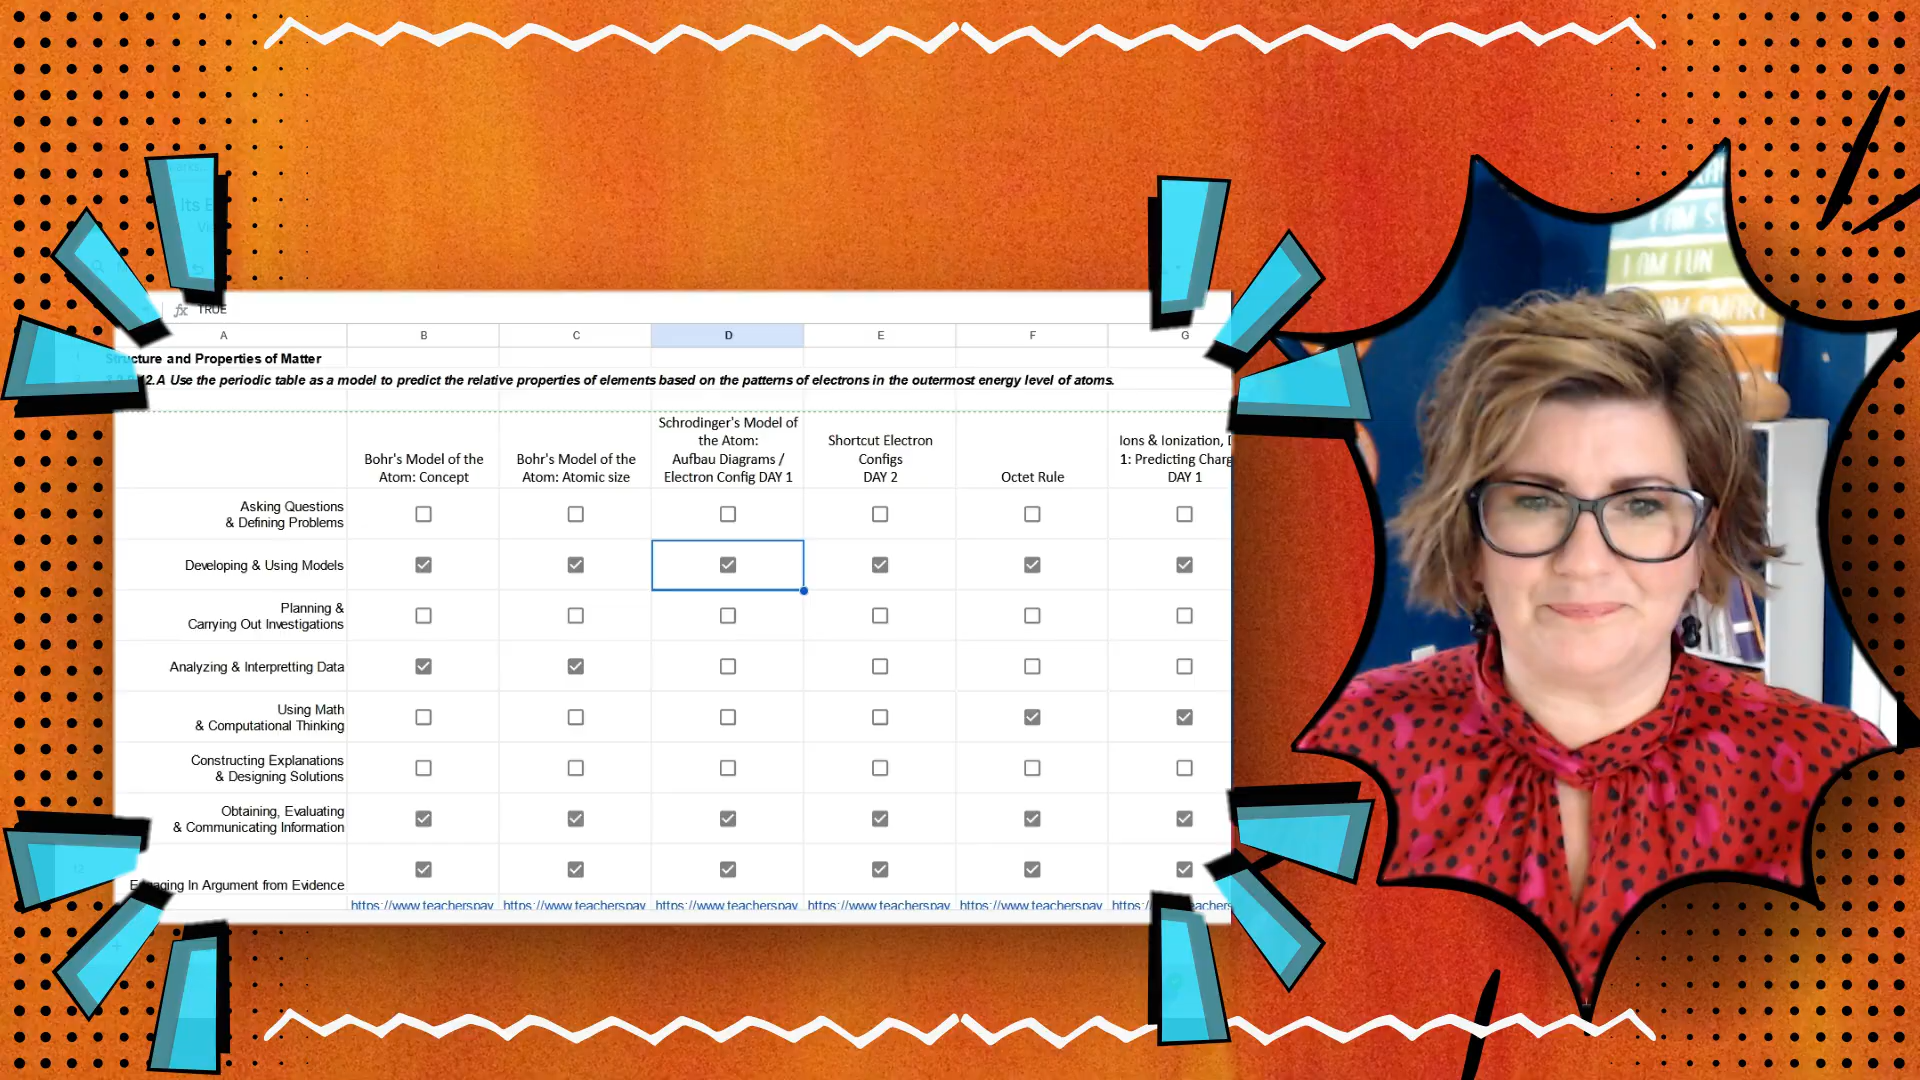 I AM FUN
fx TRUE
A B C D E F G
Structure and Properties of Matter
2.A Use the periodic table as a model to predict the relative properties of elements based on the patterns of electrons in the outermost energy level of atoms.
Bohr's Model of the
Atom: Concept
Bohr's Model of the
Atom: Atomic size
Schrodinger's Model of
the Atom:
Aufbau Diagrams /
Electron Config DAY 1
Shortcut Electron
Configs
DAY 2
Octet Rule
Ions & Ionization,
1: Predicting Charg
DAY 1
Asking Questions
& Defining Problems
Developing & Using Models
Planning &
Carrying Out Investigations
Analyzing & Interpretting Data
Using Math
& Computational Thinking
Constructing Explanations
& Designing Solutions
Obtaining, Evaluating
& Communicating Information
Engaging In Argument from Evidence
https://www.teacherspay https://www.teacherspay https://www.teacherspay https://www.teacherspay https://www.teacherspay